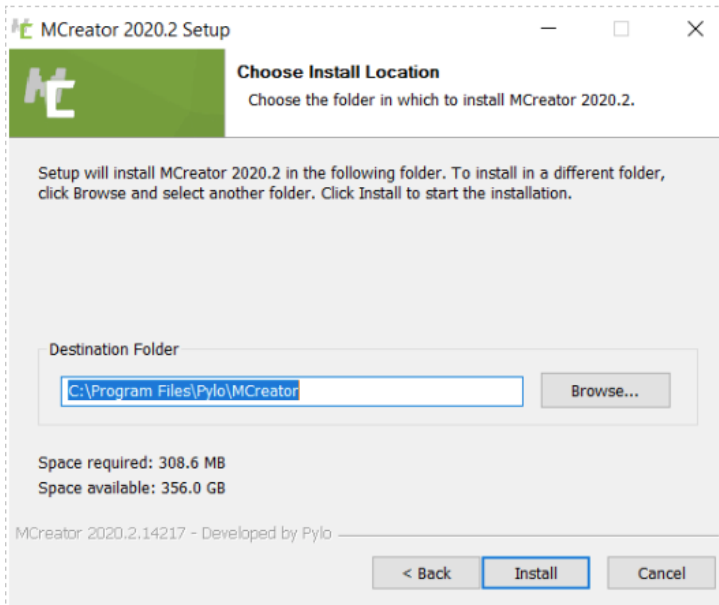 MCreator 2020.2 Setup
Choose Install Location
Choose the folder in which to install MCreator 2020.2.
Setup will install MCreator 2020.2 in the following folder. To install in a different folder,
click Browse and select another folder. Click Install to start the installation.
Destination Folder
C:\Program Files\Pylo\MCreator
Browse...
Space required: 308.6 MB
Space available: 356.0 GB
MCreator 2020.2.14217 - Developed by Pylo
< Back
Install
Cancel